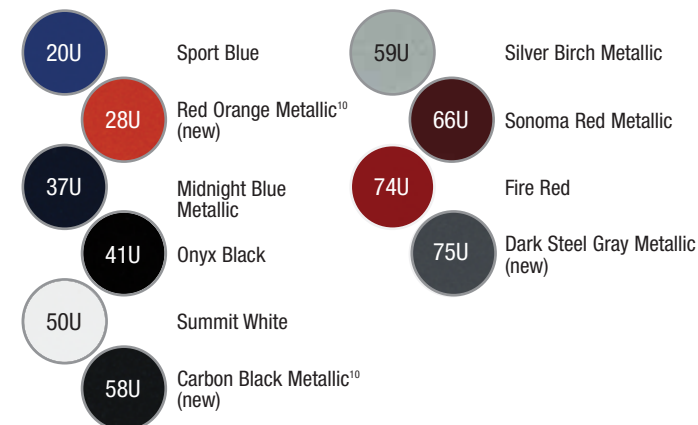 20U
Sport Blue
28U
Red Orange Metallic¹⁰
(new)
37U
Midnight Blue
Metallic
41U
Onyx Black
50U
Summit White
58U
Carbon Black Metallic¹⁰
(new)
59U
Silver Birch Metallic
66U
Sonoma Red Metallic
74U
Fire Red
75U
Dark Steel Gray Metallic
(new)